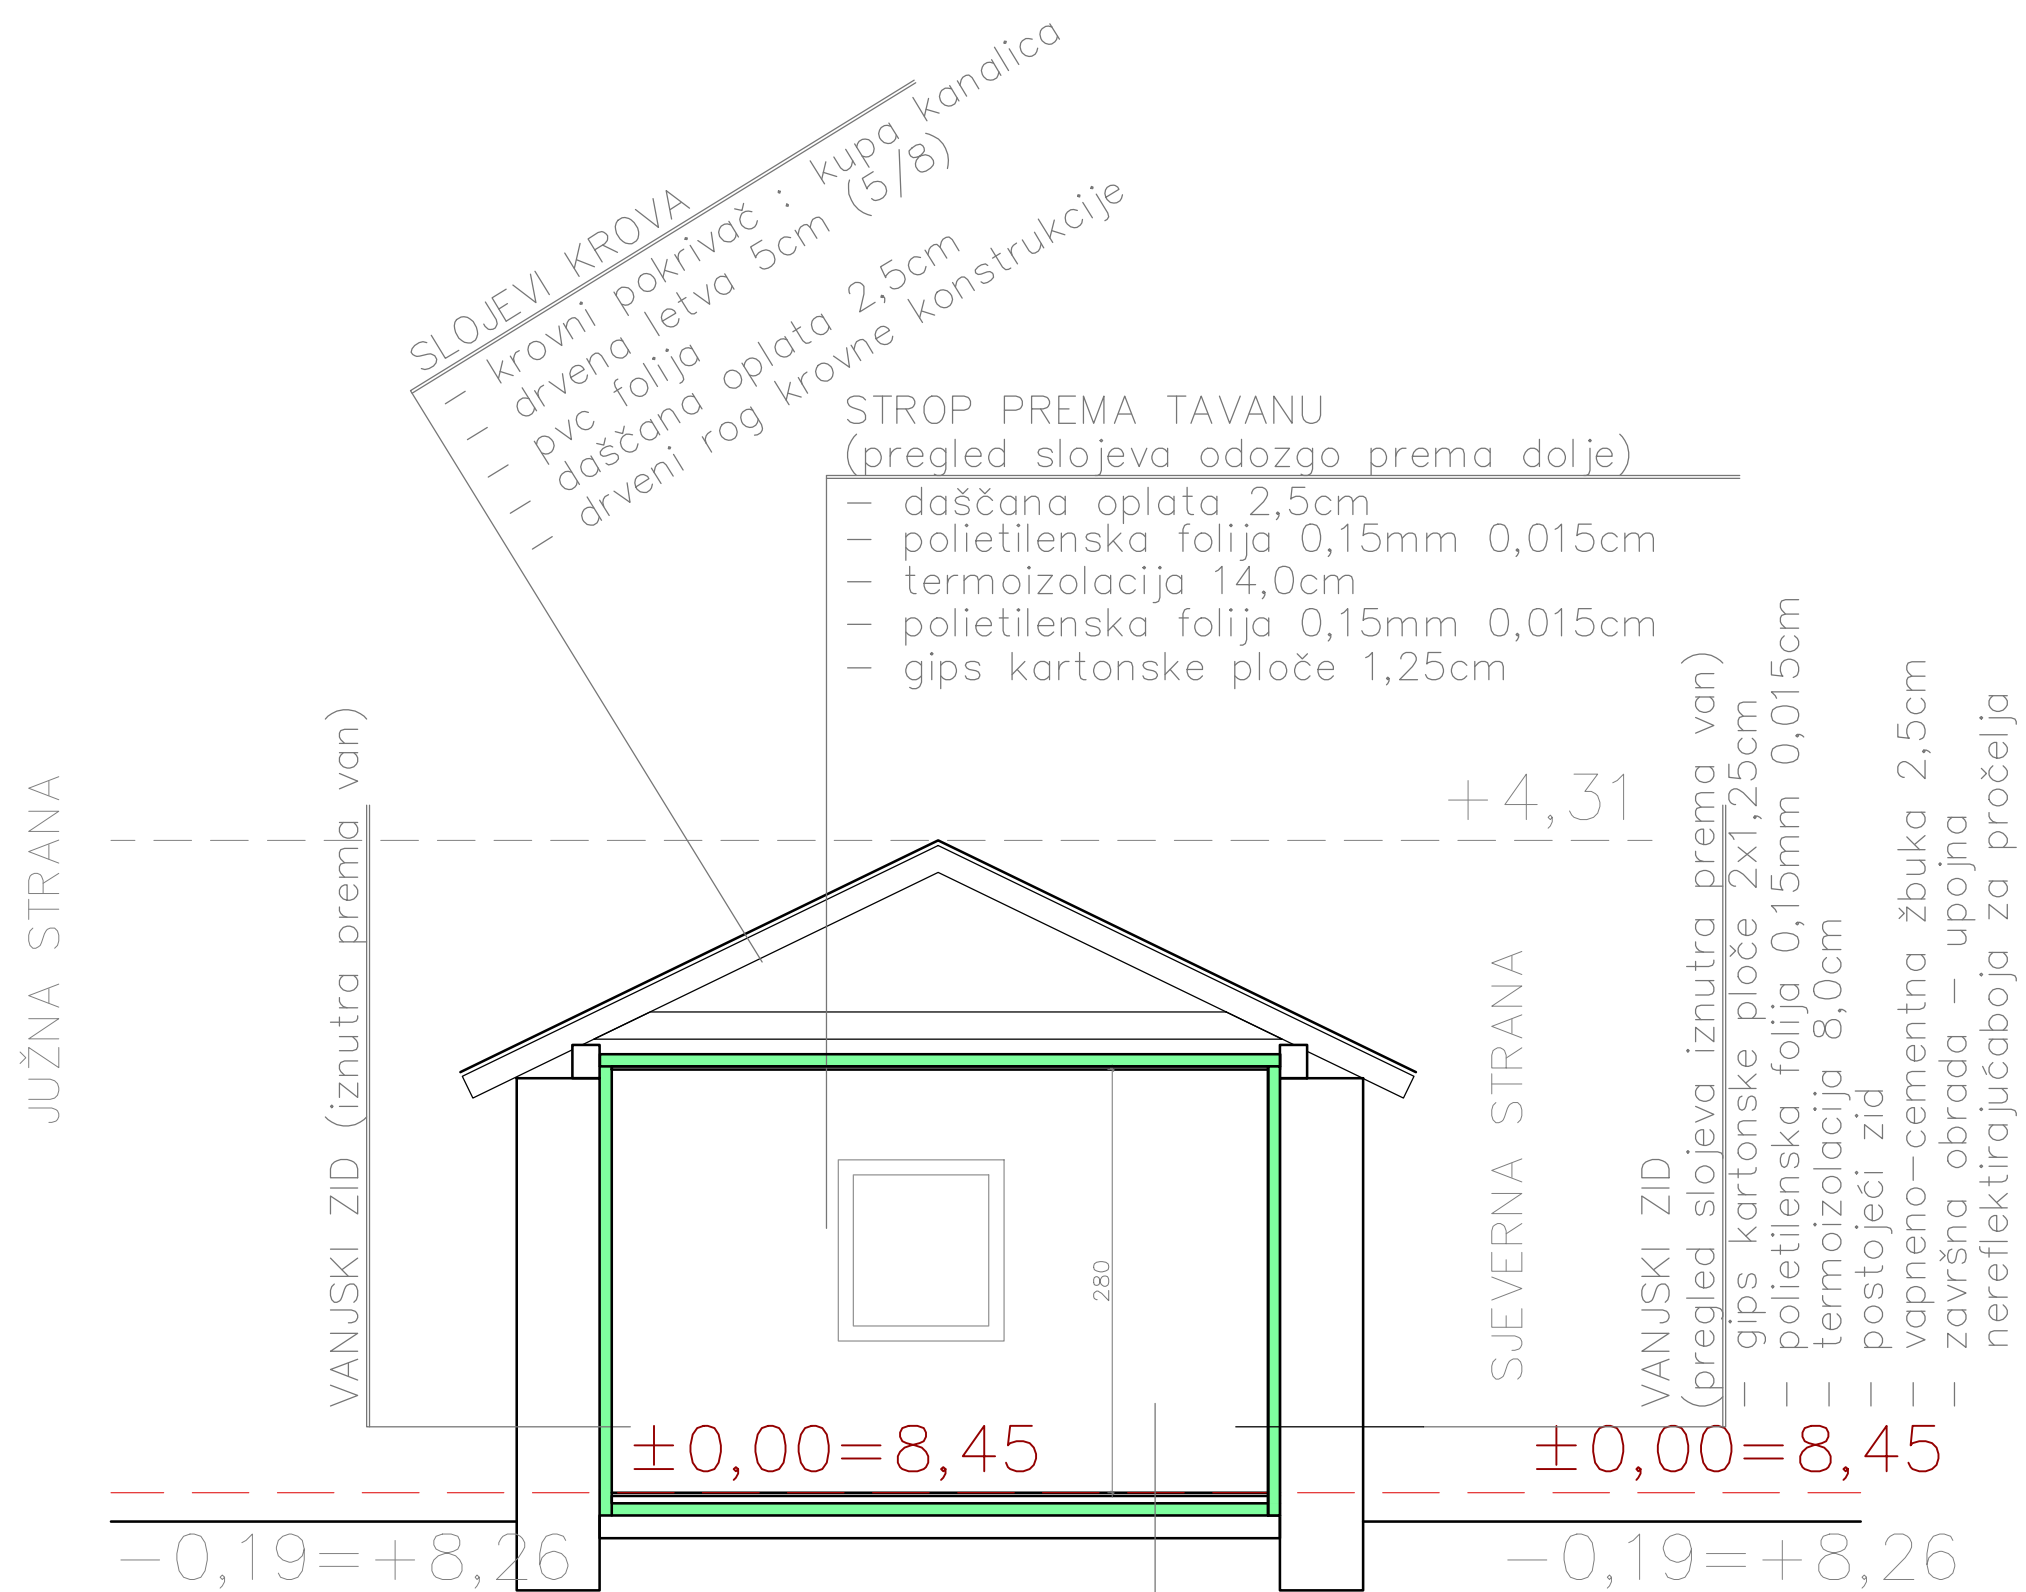 SLOJEVI KROVA
– krovni pokrivač : kupa kanalica
– drvena letva 5cm (5/8)
– pvc folija
– daščana oplata 2,5cm
– drveni rog krovne konstrukcije
STROP PREMA TAVANU
(pregled slojeva odozgo prema dolje)
– daščana oplata 2,5cm
– polietilenska folija 0,15mm 0,015cm
– termoizolacija 14,0cm
– polietilenska folija 0,15mm 0,015cm
– gips kartonske ploče 1,25cm
JUŽNA STRANA
VANJSKI ZID (iznutra prema van)
+4,31
SJEVERNA STRANA
VANJSKI ZID
(pregled slojeva iznutra prema van)
– gips kartonske ploče 2x1,25cm
– polietilenska folija 0,15mm 0,015cm
– termoizolacija 8,0cm
– postojeći zid
– vapneno-cementna žbuka 2,5cm
– završna obrada – upojna
nereflektirajućaboja za pročelja
280
±0,00=8,45
±0,00=8,45
–0,19=+8,26
–0,19=+8,26